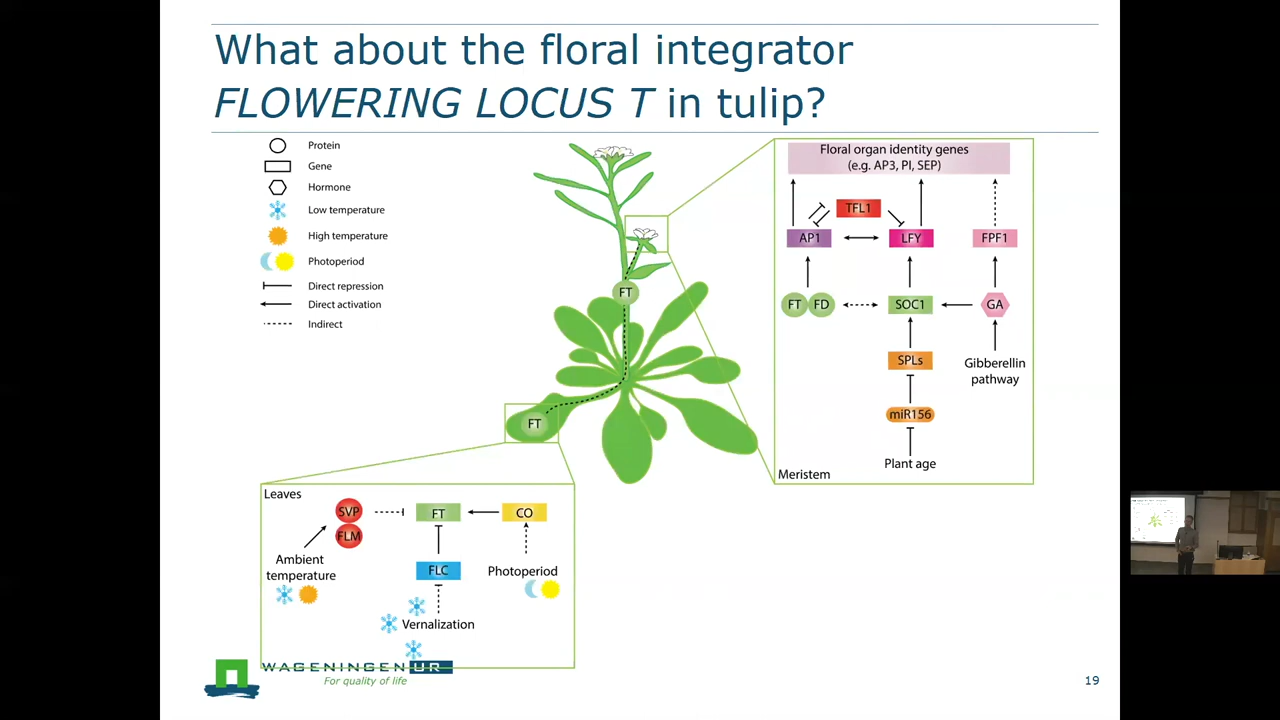 What about the floral integrator
FLOWERING LOCUS T in tulip?
Protein
Gene
Hormone
Low temperature
High temperature
Photoperiod
Direct repression
Direct activation
Indirect
FT
FT
Floral organ identity genes
(e.g. AP3, PI, SEP)
TFL1
AP1
LFY
FPF1
FT
FD
SOC1
GA
SPLs
Gibberellin
pathway
miR156
Plant age
Meristem
Leaves
SVP
FLM
FT
CO
Ambient
temperature
FLC
Photoperiod
Vernalization
WAGENINGEN UR
For quality of life
19